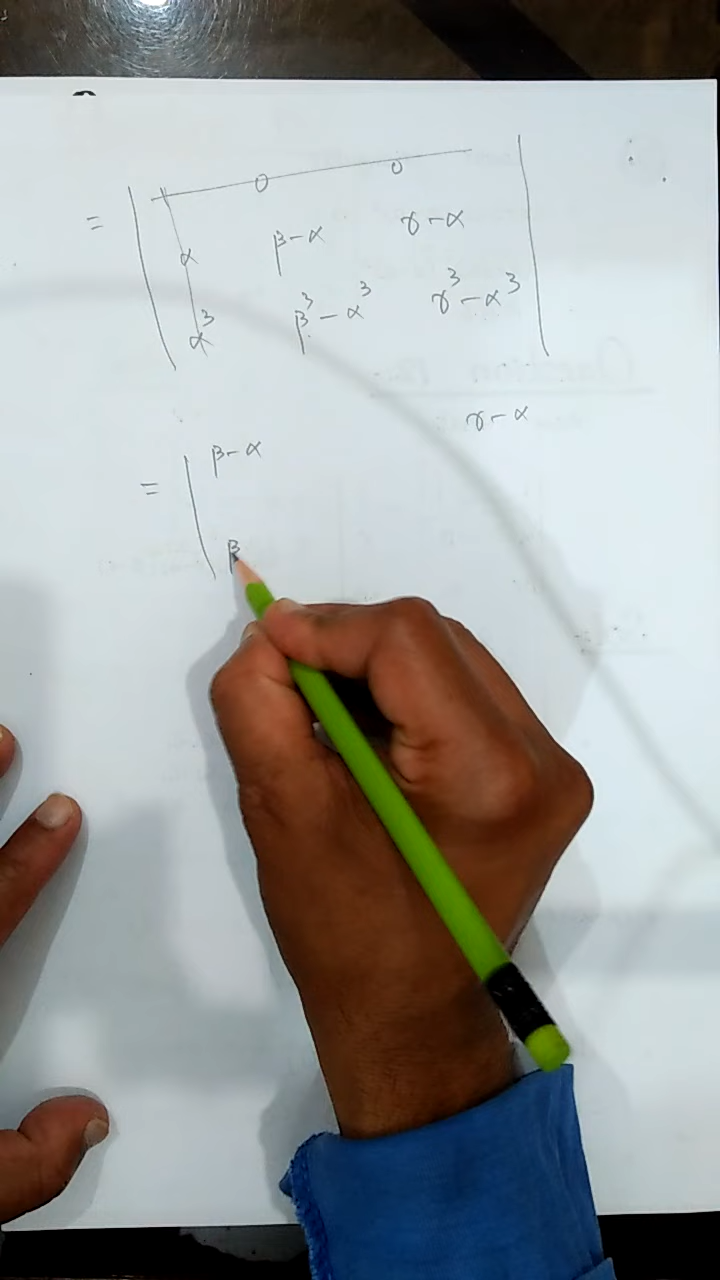 = | 1 0 0 |
α β-α γ-α
α³ β³-α³ γ³-α³
γ-α
= | β-α
β